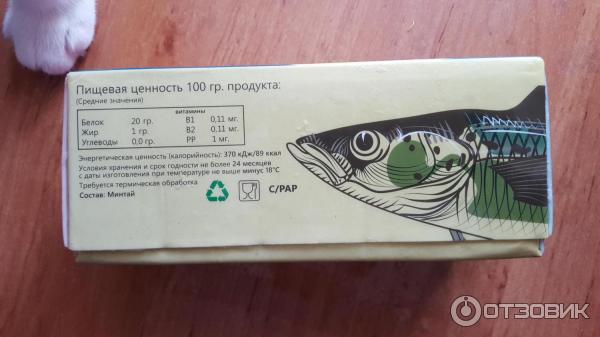 Пищевая ценность 100 гр. продукта:
(Средние значения)
витамины
Белок 20 гр. B1 0,11 мг.
Жир 1 гр. B2 0,11 мг.
Углеводы 0,0 гр. PP 1 мг.
Энергетическая ценность (калорийность): 370 кДж/89 ккал
Условия хранения и срок годности не более 24 месяцев
с даты изготовления при температуре не выше минус 18°C
Требуется термическая обработка
Состав: Минтай
C/PAP
ОТЗОВИК